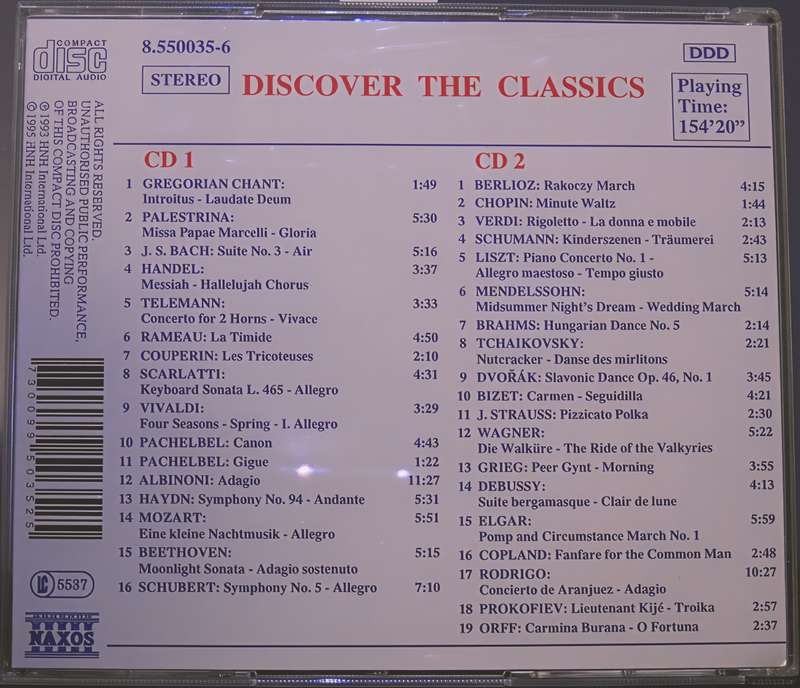 COMPACT
disc
DIGITAL AUDIO
8.550035-6
STEREO
DISCOVER THE CLASSICS
DDD
Playing
Time:
154'20"
ALL RIGHTS RESERVED.
UNAUTHORISED PUBLIC PERFORMANCE,
BROADCASTING AND COPYING
OF THIS COMPACT DISC PROHIBITED.
℗ 1993 HNH International Ltd.
© 1995 HNH International Ltd.
7 30099 50352 5
LC 5537
NAXOS
CD 1
1 GREGORIAN CHANT: 1:49
Introitus - Laudate Deum
2 PALESTRINA: 5:30
Missa Papae Marcelli - Gloria
3 J. S. BACH: Suite No. 3 - Air 5:16
4 HANDEL: 3:37
Messiah - Hallelujah Chorus
5 TELEMANN: 3:33
Concerto for 2 Horns - Vivace
6 RAMEAU: La Timide 4:50
7 COUPERIN: Les Tricoteuses 2:10
8 SCARLATTI: 4:31
Keyboard Sonata L. 465 - Allegro
9 VIVALDI: 3:29
Four Seasons - Spring - I. Allegro
10 PACHELBEL: Canon 4:43
11 PACHELBEL: Gigue 1:22
12 ALBINONI: Adagio 11:27
13 HAYDN: Symphony No. 94 - Andante 5:31
14 MOZART: 5:51
Eine kleine Nachtmusik - Allegro
15 BEETHOVEN: 5:15
Moonlight Sonata - Adagio sostenuto
16 SCHUBERT: Symphony No. 5 - Allegro 7:10
CD 2
1 BERLIOZ: Rakoczy March 4:15
2 CHOPIN: Minute Waltz 1:44
3 VERDI: Rigoletto - La donna e mobile 2:13
4 SCHUMANN: Kinderszenen - Träumerei 2:43
5 LISZT: Piano Concerto No. 1 - 5:13
Allegro maestoso - Tempo giusto
6 MENDELSSOHN: 5:14
Midsummer Night's Dream - Wedding March
7 BRAHMS: Hungarian Dance No. 5 2:14
8 TCHAIKOVSKY: 2:21
Nutcracker - Danse des mirlitons
9 DVOŘÁK: Slavonic Dance Op. 46, No. 1 3:45
10 BIZET: Carmen - Seguidilla 4:21
11 J. STRAUSS: Pizzicato Polka 2:30
12 WAGNER: 5:22
Die Walküre - The Ride of the Valkyries
13 GRIEG: Peer Gynt - Morning 3:55
14 DEBUSSY: 4:13
Suite bergamasque - Clair de lune
15 ELGAR: 5:59
Pomp and Circumstance March No. 1
16 COPLAND: Fanfare for the Common Man 2:48
17 RODRIGO: 10:27
Concierto de Aranjuez - Adagio
18 PROKOFIEV: Lieutenant Kijé - Troika 2:57
19 ORFF: Carmina Burana - O Fortuna 2:37